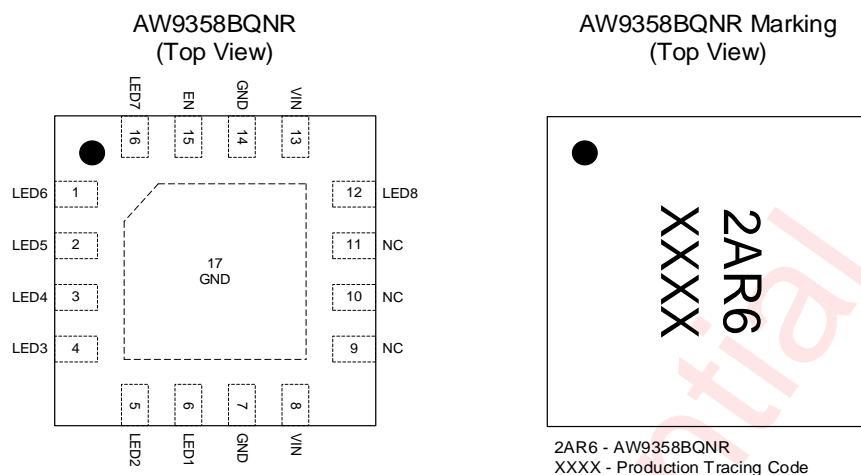 AW9358BQNR
(Top View)
LED7
EN
GND
VIN
16
15
14
13
LED6
1
12
LED8
LED5
2
11
NC
17
GND
LED4
3
10
NC
LED3
4
9
NC
5
6
7
8
LED2
LED1
GND
VIN
AW9358BQNR Marking
(Top View)
2AR6
XXXX
2AR6 - AW9358BQNR
XXXX - Production Tracing Code